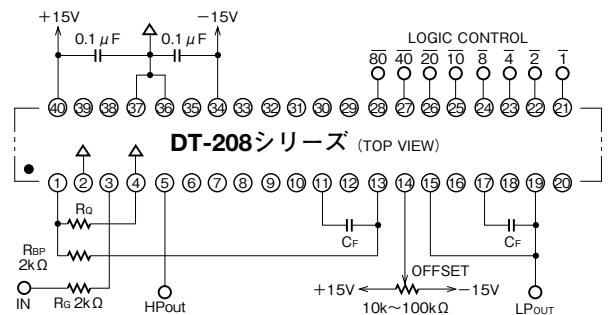 +15V
-15V
0.1μF
0.1μF
LOGIC CONTROL
80 40 20 10 8 4 2 1
40 39 38 37 36 35 34 33 32 31 30 29 28 27 26 25 24 23 22 21
DT-208シリーズ (TOP VIEW)
1 2 3 4 5 6 7 8 9 10 11 12 13 14 15 16 17 18 19 20
RQ
CF
CF
RBP
2kΩ
OFFSET
IN
RG 2kΩ
HPout
+15V
-15V
10k～100kΩ
LPOUT